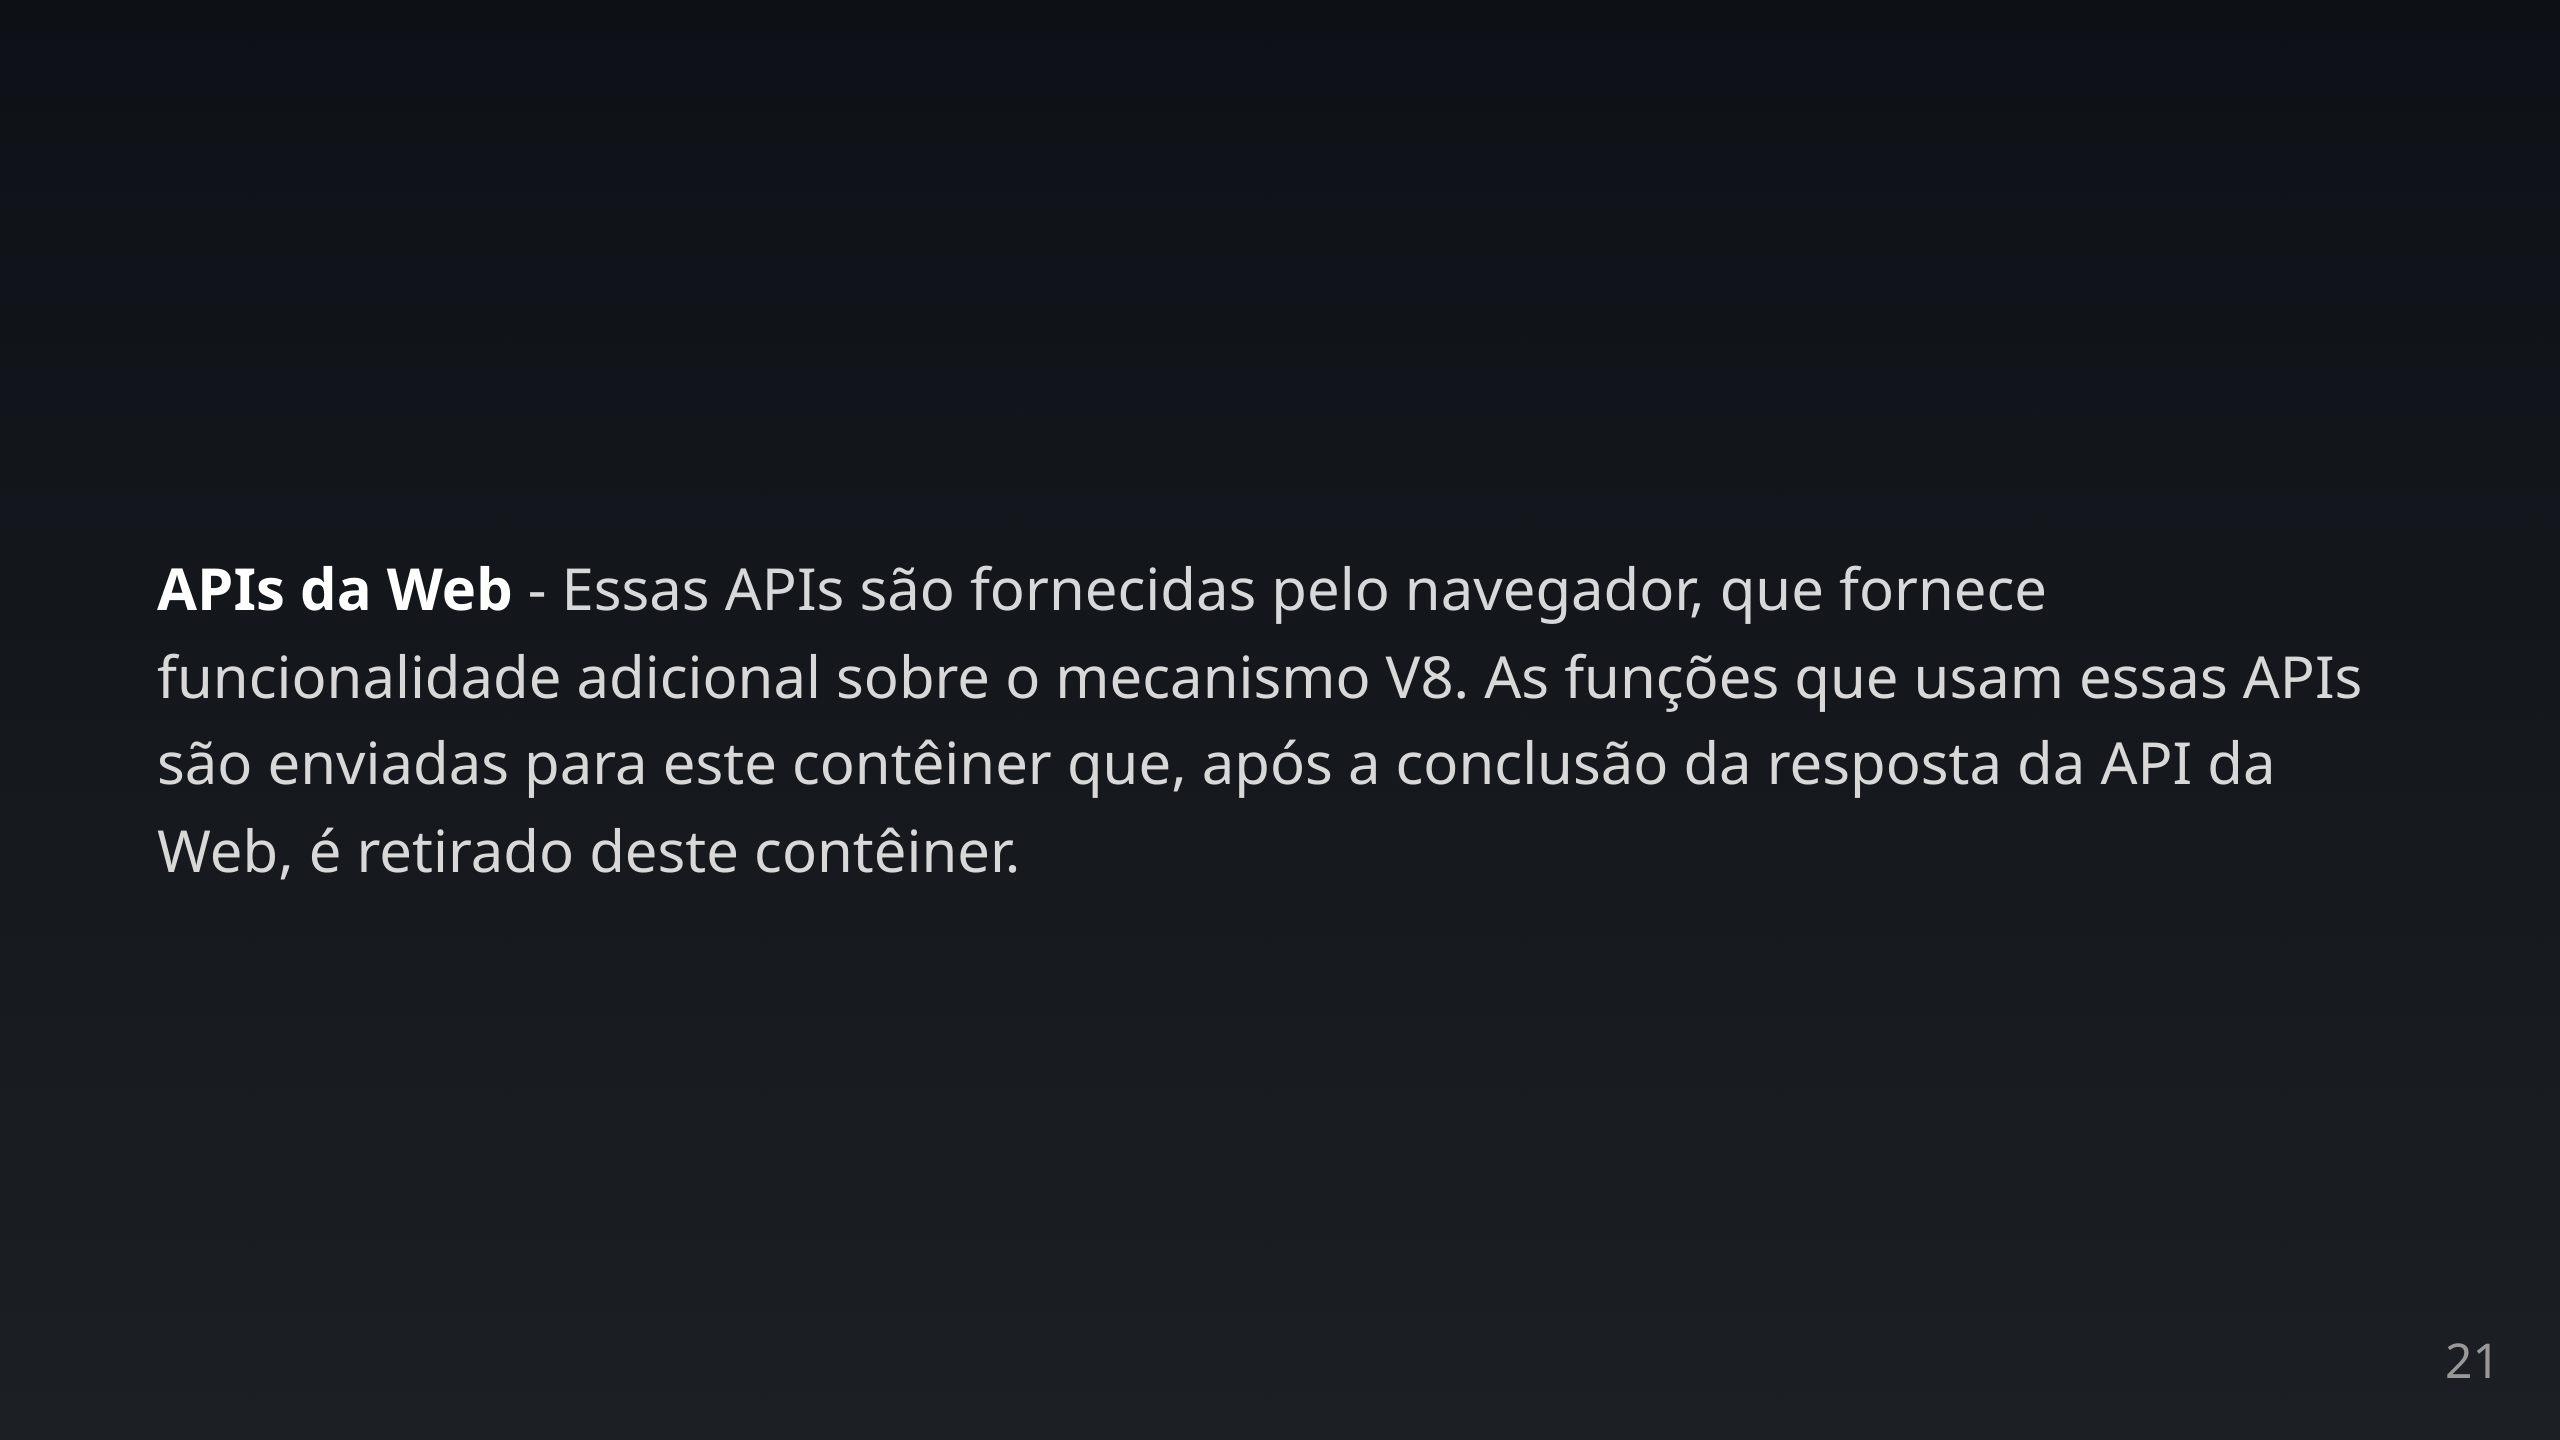 APIs da Web - Essas APIs são fornecidas pelo navegador, que fornece
funcionalidade adicional sobre o mecanismo V8. As funções que usam essas APIs
são enviadas para este contêiner que, após a conclusão da resposta da API da
Web, é retirado deste contêiner.
21